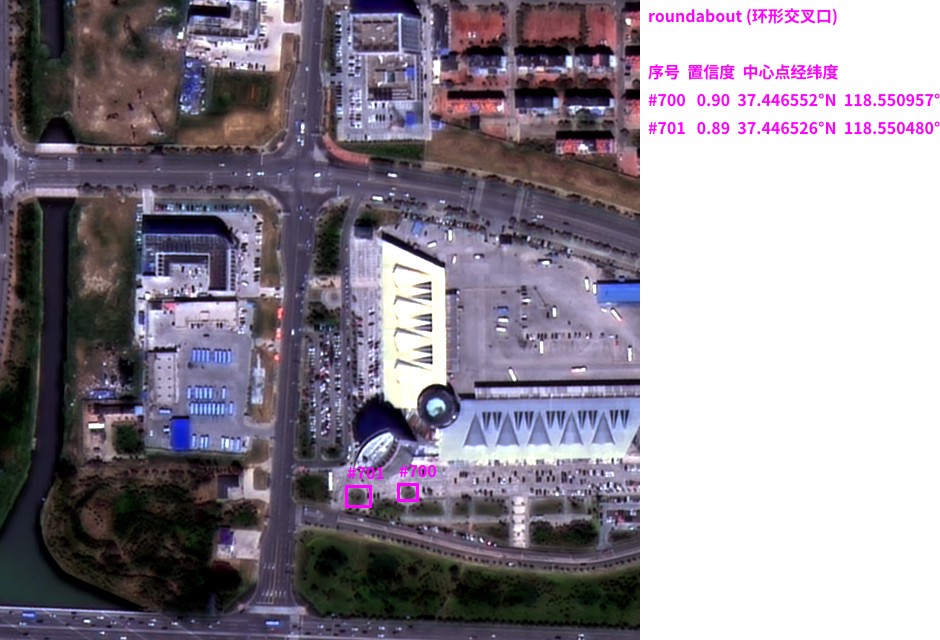 roundabout (环形交叉口)
序号 置信度 中心点经纬度
#700 0.90 37.446552°N 118.550957°
#701 0.89 37.446526°N 118.550480°
#701 #700